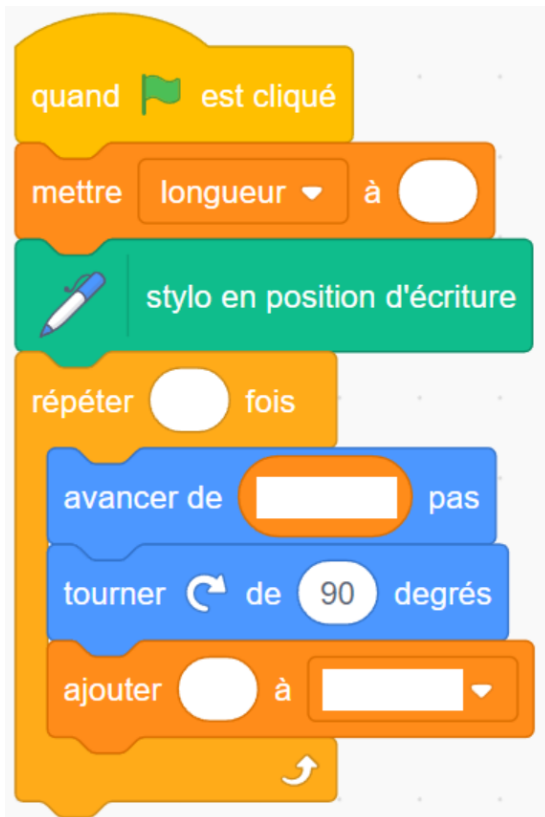 quand est cliqué
mettre longueur à
stylo en position d'écriture
répéter fois
avancer de pas
tourner de 90 degrés
ajouter à